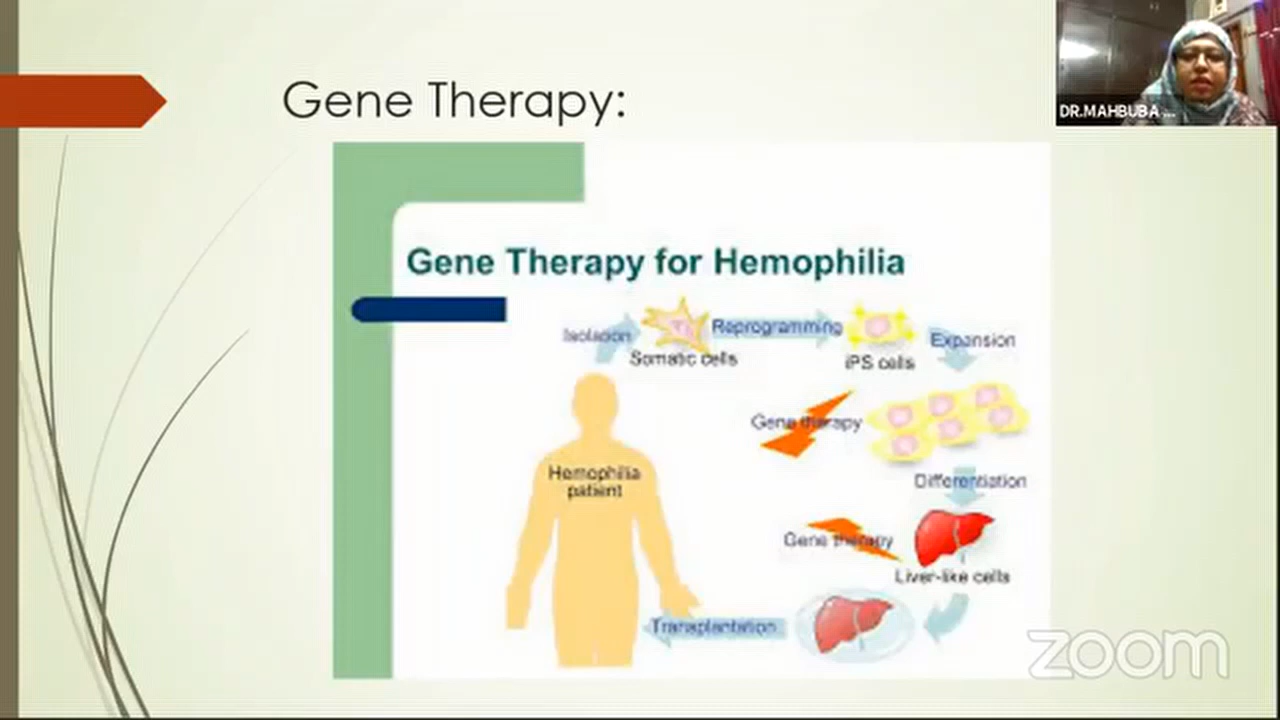 Gene Therapy:
DR.MAHBUBA ...
Gene Therapy for Hemophilia
Isolation
Somatic cells
Reprogramming
iPS cells
Expansion
Gene therapy
Differentiation
Hemophilia
patient
Gene therapy
Liver-like cells
Transplantation
zoom